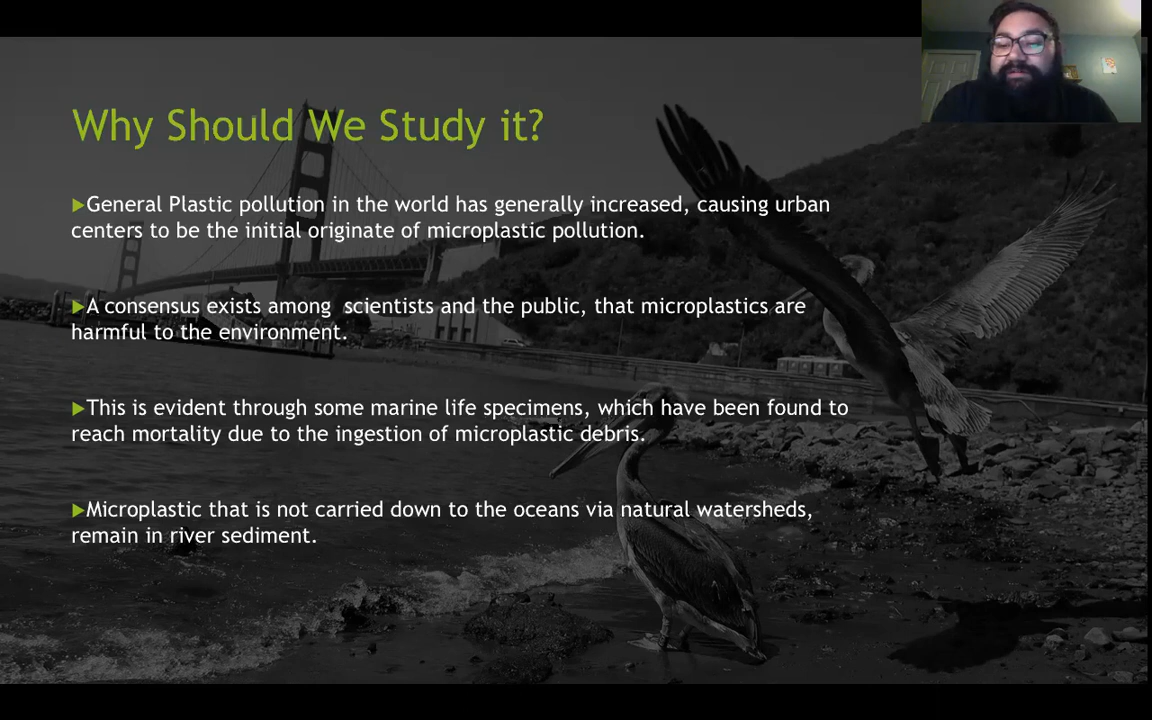 Why Should We Study it?
General Plastic pollution in the world has generally increased, causing urban
centers to be the initial originate of microplastic pollution.
A consensus exists among scientists and the public, that microplastics are
harmful to the environment.
This is evident through some marine life specimens, which have been found to
reach mortality due to the ingestion of microplastic debris.
Microplastic that is not carried down to the oceans via natural watersheds,
remain in river sediment.